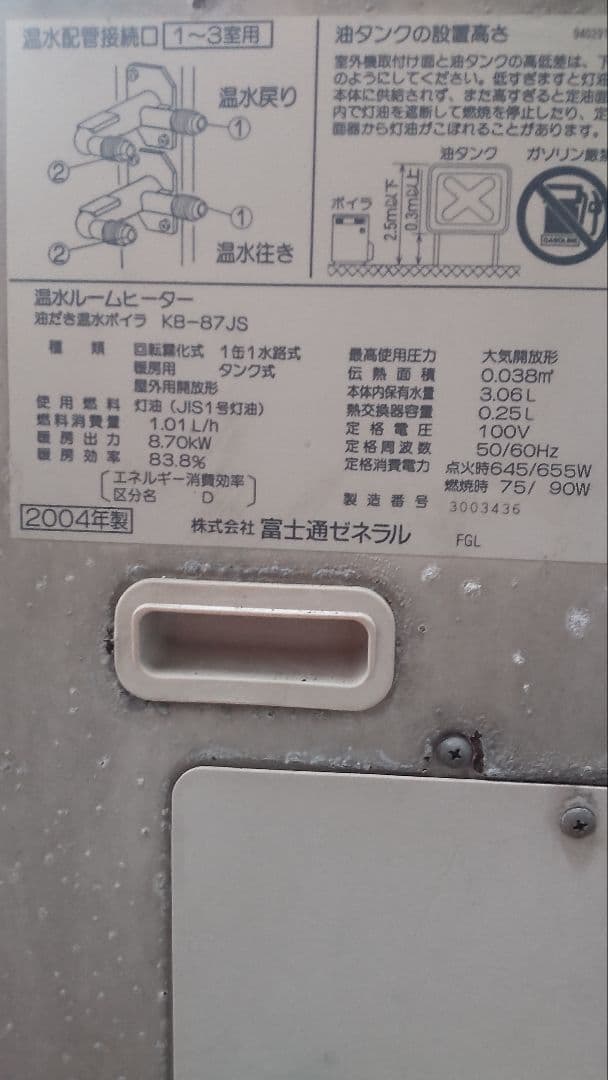 温水配管接続口 1～3室用
温水戻り
①
②
①
②
温水往き
油タンクの設置高さ
室外機取付け面と油タンクの高低差は、下
のようにしてください。低すぎますと灯油
本体に供給されず、また高すぎると定油面
内で灯油を遮断して燃焼を停止したり、定
面器から灯油がこぼれることがあります。
油タンク
ガソリン厳禁
ボイラ
2.5m以下
0.3m以上
GASOLINE
温水ルームヒーター
油だき温水ボイラ KB-87JS
種類 回転霧化式 1缶1水路式
暖房用 タンク式
屋外用開放形
使用燃料 灯油(JIS1号灯油)
燃料消費量 1.01L/h
暖房出力 8.70kW
暖房効率 83.8%
エネルギー消費効率
区分名 D
2004年製
最高使用圧力 大気開放形
伝熱面積 0.038㎡
本体内保有水量 3.06L
熱交換器容量 0.25L
定格電圧 100V
定格周波数 50/60Hz
定格消費電力 点火時645/655W
燃焼時 75/ 90W
製造番号 3003436
株式会社 富士通ゼネラル FGL